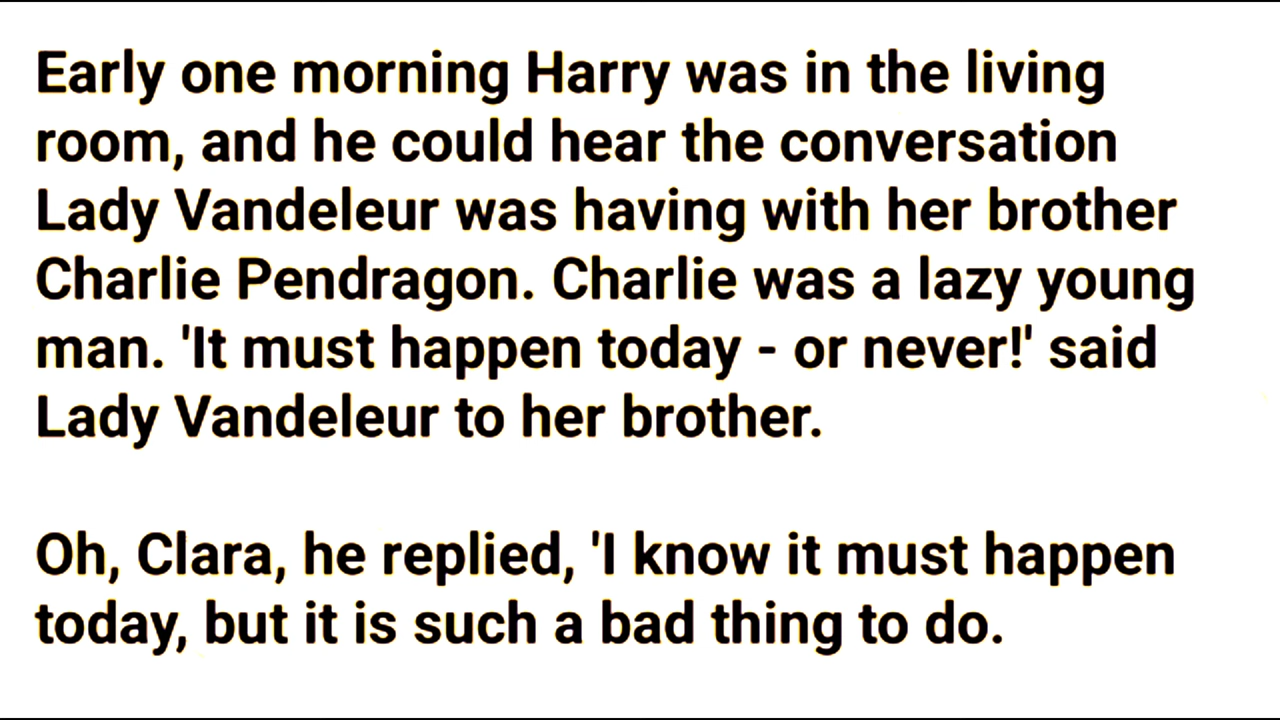 Early one morning Harry was in the living
room, and he could hear the conversation
Lady Vandeleur was having with her brother
Charlie Pendragon. Charlie was a lazy young
man. 'It must happen today - or never!' said
Lady Vandeleur to her brother.
Oh, Clara, he replied, 'I know it must happen
today, but it is such a bad thing to do.